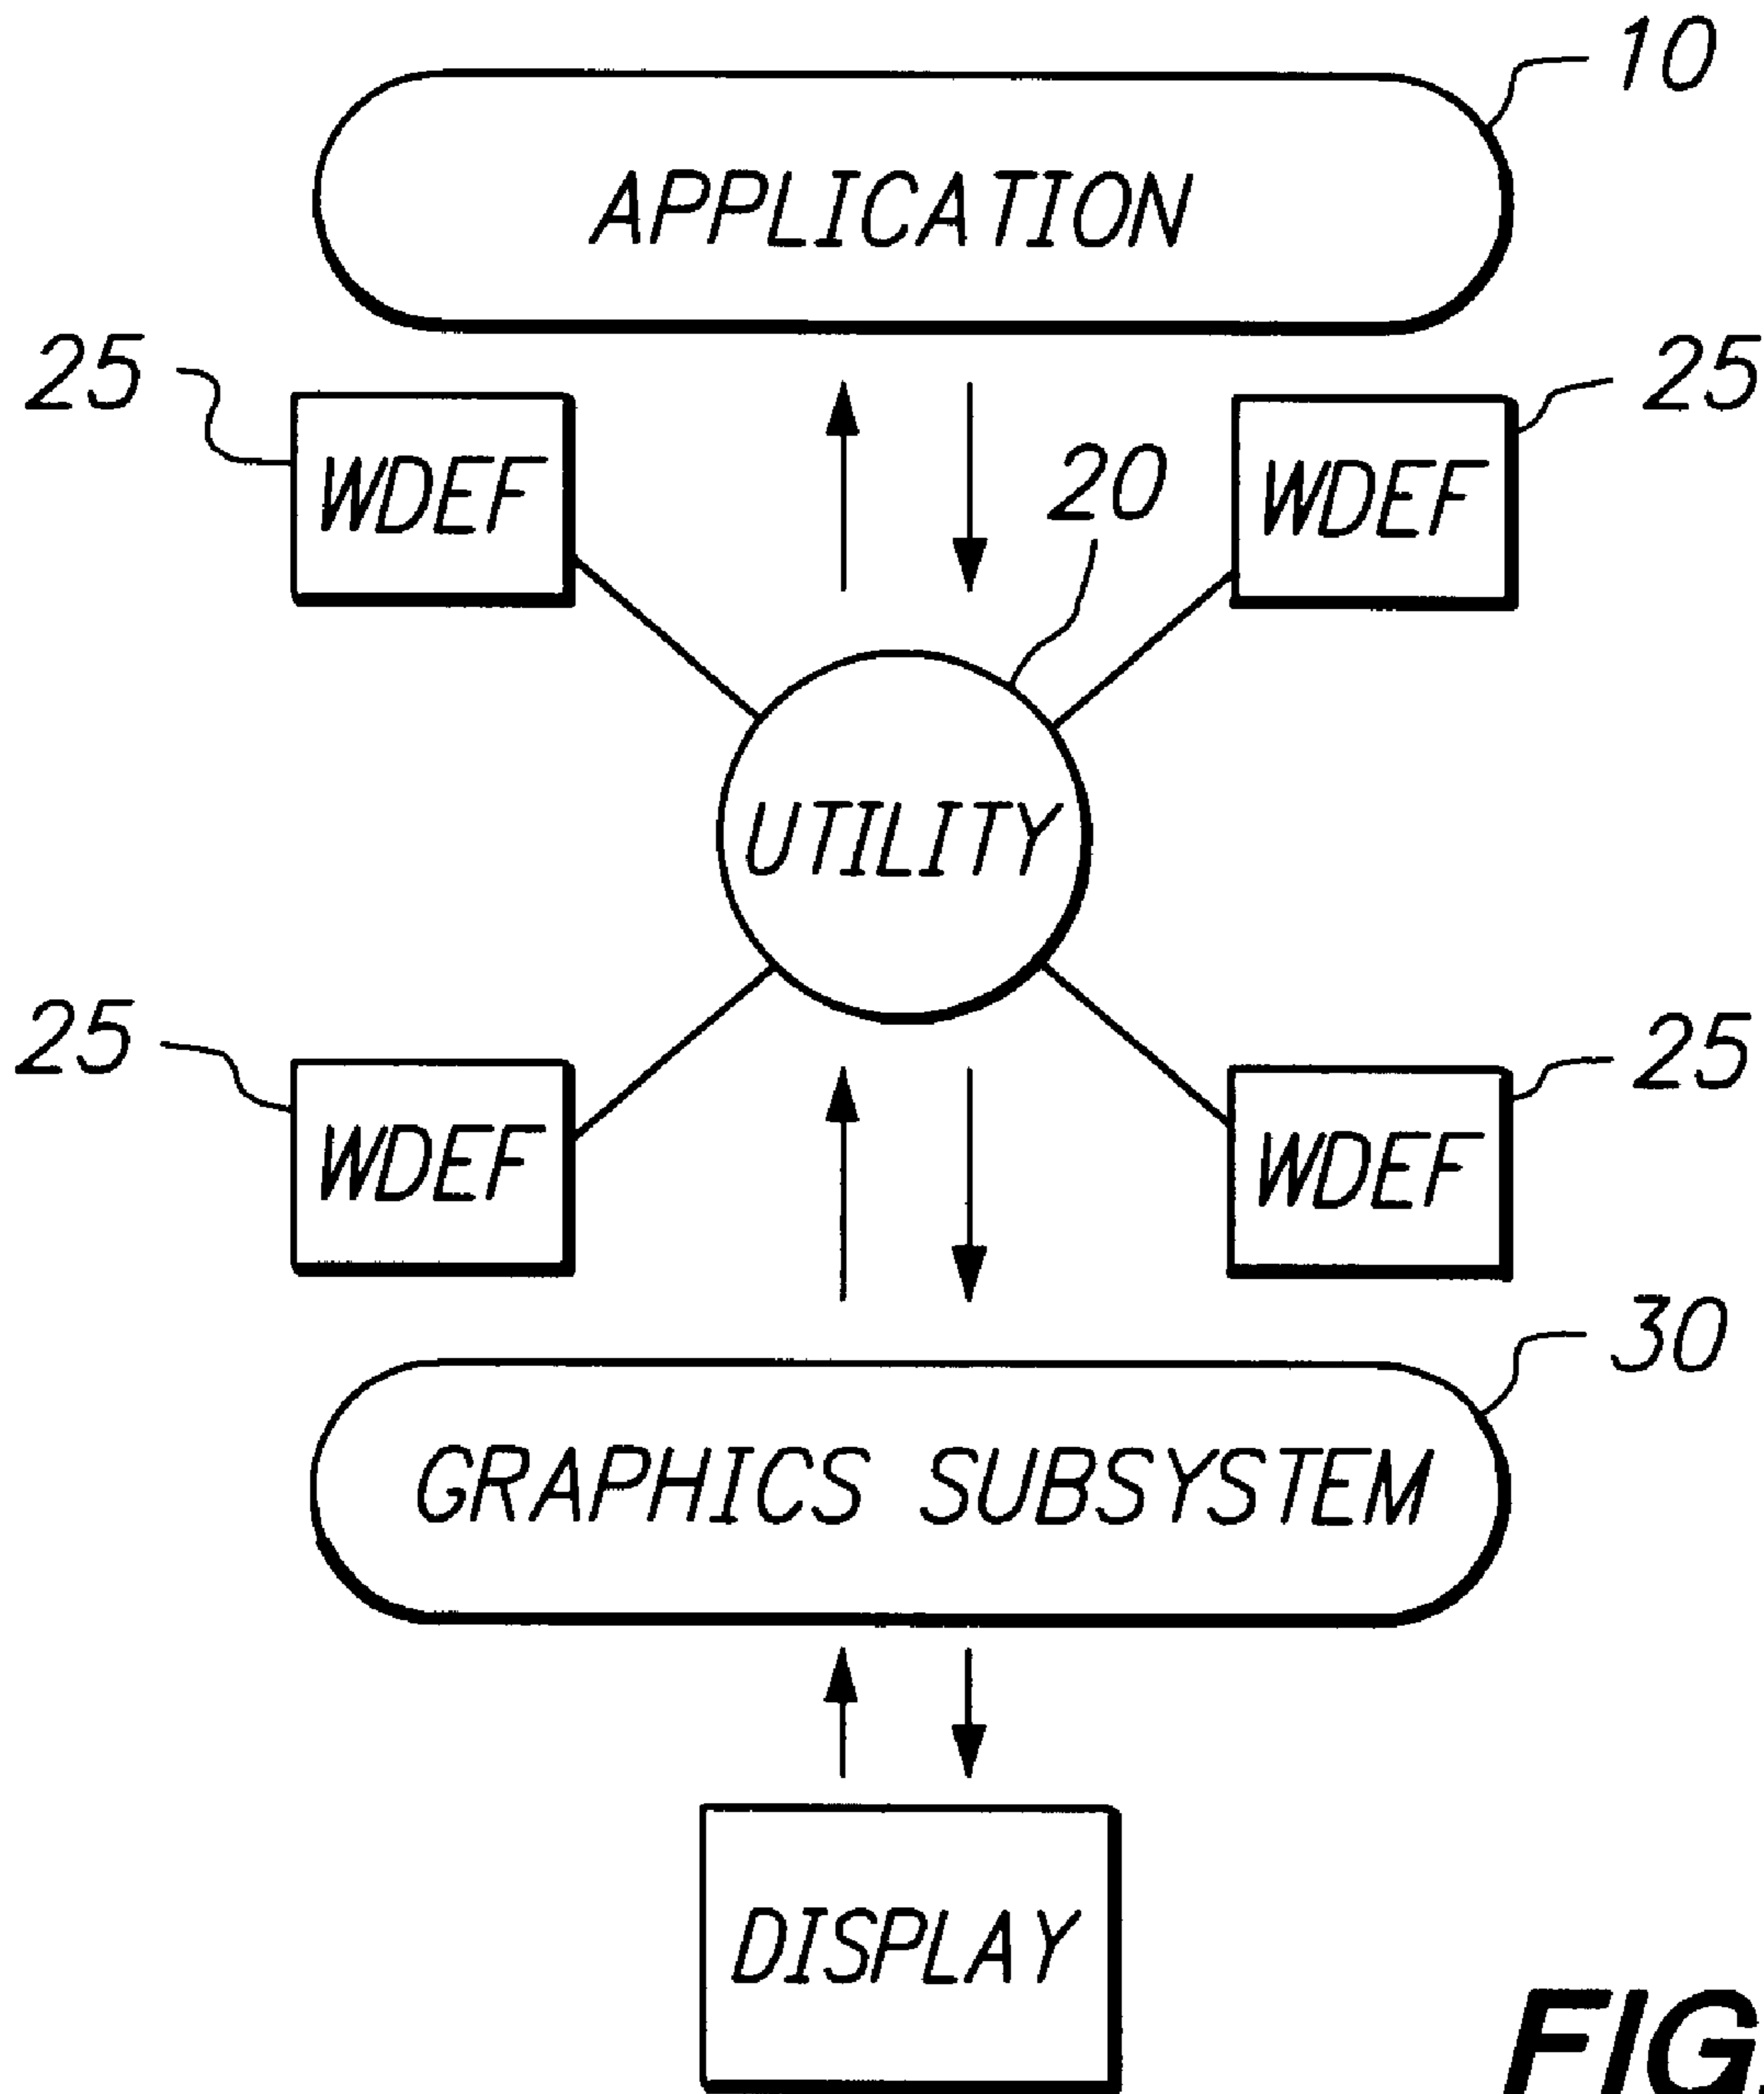 10
APPLICATION
25
25
WDEF
WDEF
20
UTILITY
25
25
WDEF
WDEF
30
GRAPHICS SUBSYSTEM
DISPLAY
FIG.